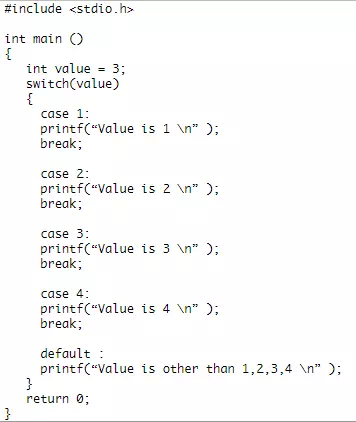 #include <stdio.h>
int main ()
{
int value = 3;
switch(value)
{
case 1:
printf(“Value is 1 \n” );
break;
case 2:
printf(“Value is 2 \n” );
break;
case 3:
printf(“Value is 3 \n” );
break;
case 4:
printf(“Value is 4 \n” );
break;
default :
printf(“Value is other than 1,2,3,4 \n” );
}
return 0;
}